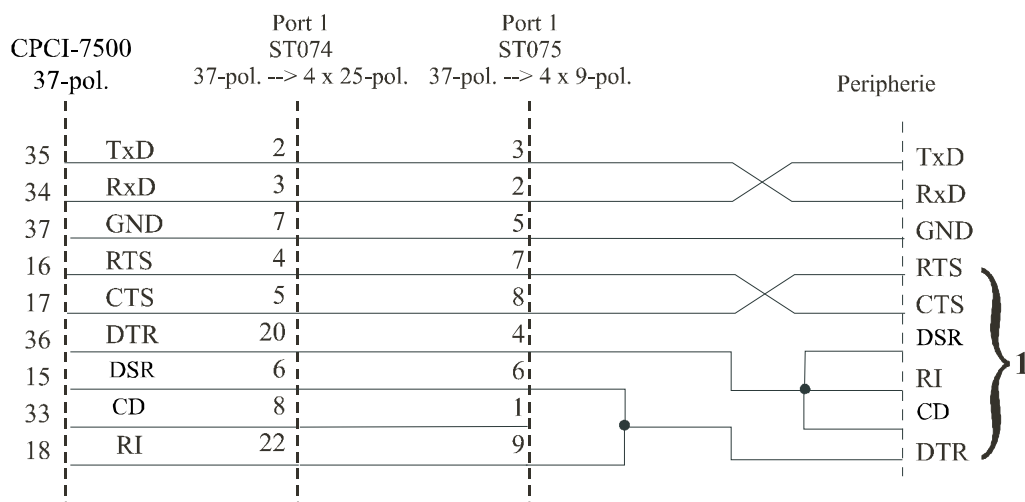 Port 1 Port 1
CPCI-7500 ST074 ST075
37-pol. 37-pol. --> 4 x 25-pol. 37-pol. --> 4 x 9-pol. Peripherie
35 TxD 2 3 TxD
34 RxD 3 2 RxD
37 GND 7 5 GND
16 RTS 4 7 RTS
17 CTS 5 8 CTS
36 DTR 20 4 DSR
15 DSR 6 6 RI 1
33 CD 8 1 CD
18 RI 22 9 DTR